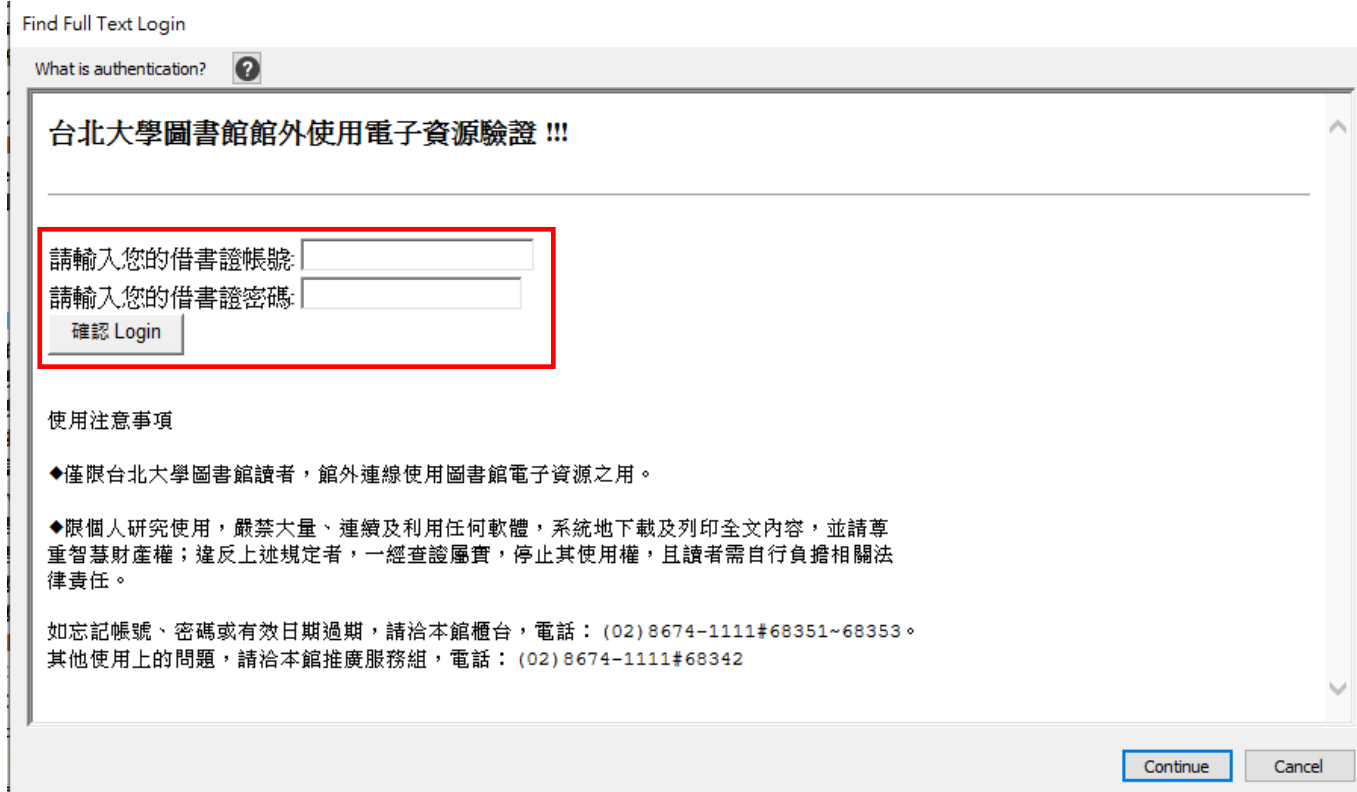 Find Full Text Login
What is authentication? ?
台北大學圖書館館外使用電子資源驗證 !!!
請輸入您的借書證帳號:
請輸入您的借書證密碼:
確認 Login
使用注意事項
◆僅限台北大學圖書館讀者，館外連線使用圖書館電子資源之用。
◆限個人研究使用，嚴禁大量、連續及利用任何軟體，系統地下載及列印全文內容，並請尊
重智慧財產權；違反上述規定者，一經查證屬實，停止其使用權，且讀者需自行負擔相關法
律責任。
如忘記帳號、密碼或有效日期過期，請洽本館櫃台，電話：(02)8674-1111#68351~68353。
其他使用上的問題，請洽本館推廣服務組，電話：(02)8674-1111#68342
Continue Cancel